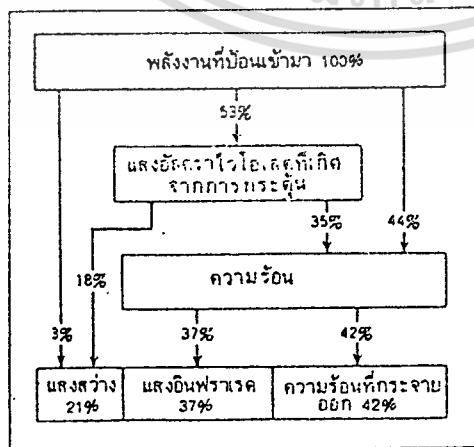 พลังงานที่ป้อนเข้ามา 100%
53%
แสงอัลตราไวโอเลตที่เกิด
จากการกระตุ้น
35%
44%
18%
ความร้อน
3%
37%
42%
แสงสว่าง
21%
แสงอินฟราเรด
37%
ความร้อนที่กระจาย
ออก 42%